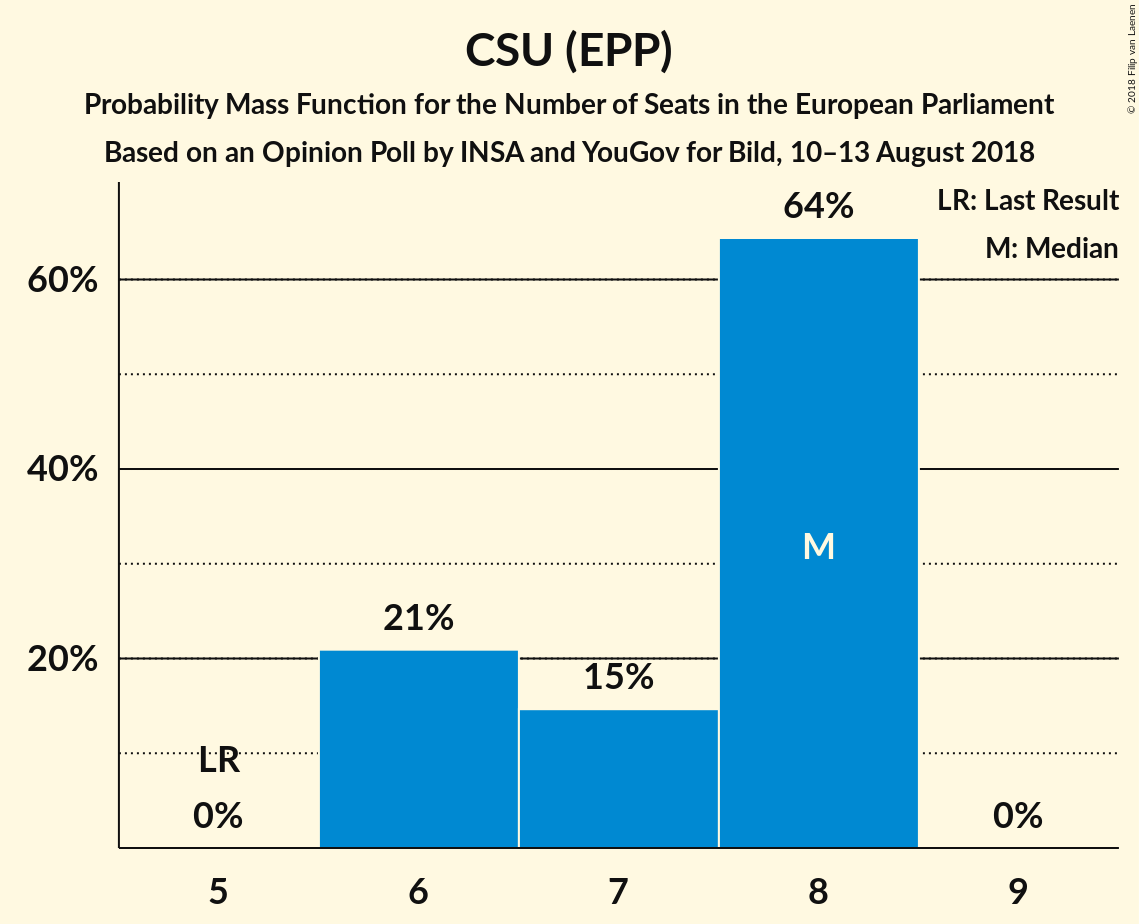 CSU (EPP)
Probability Mass Function for the Number of Seats in the European Parliament
Based on an Opinion Poll by INSA and YouGov for Bild, 10–13 August 2018
© 2018 Filip van Laenen
LR: Last Result
M: Median
64%
60%
40%
M
21%
20%
15%
LR
0%
0%
5
6
7
8
9